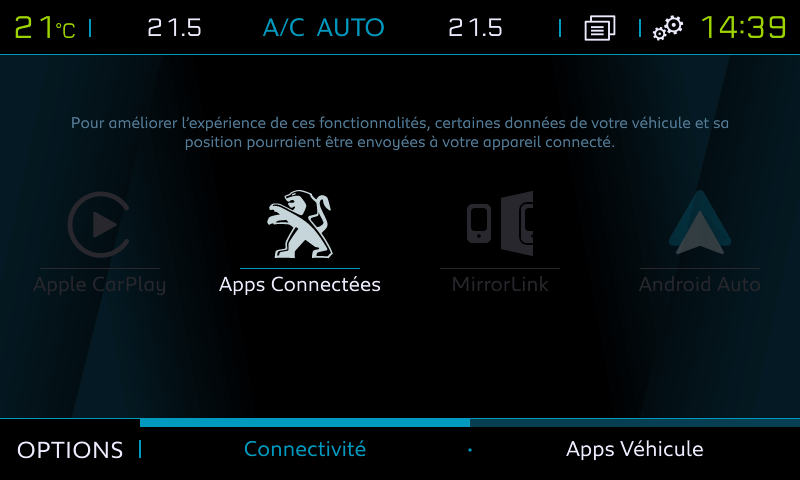 21°C 21.5 A/C AUTO 21.5 14:39
Pour améliorer l'expérience de ces fonctionnalités, certaines données de votre véhicule et sa
position pourraient être envoyées à votre appareil connecté.
Apple CarPlay Apps Connectées MirrorLink Android Auto
OPTIONS Connectivité Apps Véhicule